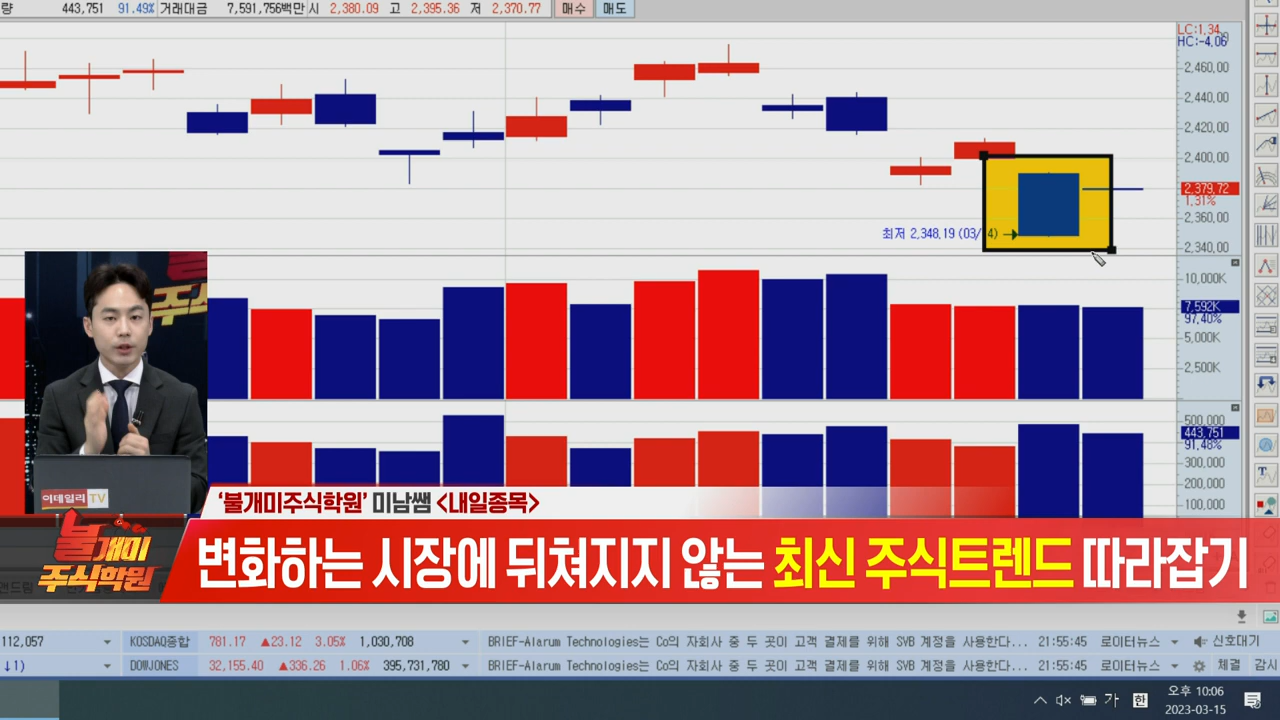 량 443,751 91.49% 거래대금 7,591,756백만 시 2,380.09 고 2,395.36 저 2,370.77 매수 매도
LC:1.34
HC:-4.06
2,460.00
2,440.00
2,420.00
2,400.00
2,379.72
1.31%
2,360.00
2,340.00
최저 2,348.19 (03/ 4)
10,000K
7,592K
97.40%
5,000K
2,500K
500,000
443,751
91.48%
300,000
200,000
100,000
이데일리TV
'불개미주식학원' 미남쌤 <내일종목>
불개미
주식학원
변화하는 시장에 뒤쳐지지 않는 최신 주식트렌드 따라잡기
112,057 KOSDAQ종합 781.17 ▲23.12 3.05% 1,030,708 BRIEF-Alarum Technologies는 Co의 자회사 중 두 곳이 고객 결제를 위해 SVB 계정을 사용한다... 21:55:45 로이터뉴스 신호대기
↓1) DOWJONES 32,155.40 ▲336.26 1.06% 395,731,780 BRIEF-Alarum Technologies는 Co의 자회사 중 두 곳이 고객 결제를 위해 SVB 계정을 사용한다... 21:55:45 로이터뉴스 체결 감시
가 한 오후 10:06
2023-03-15